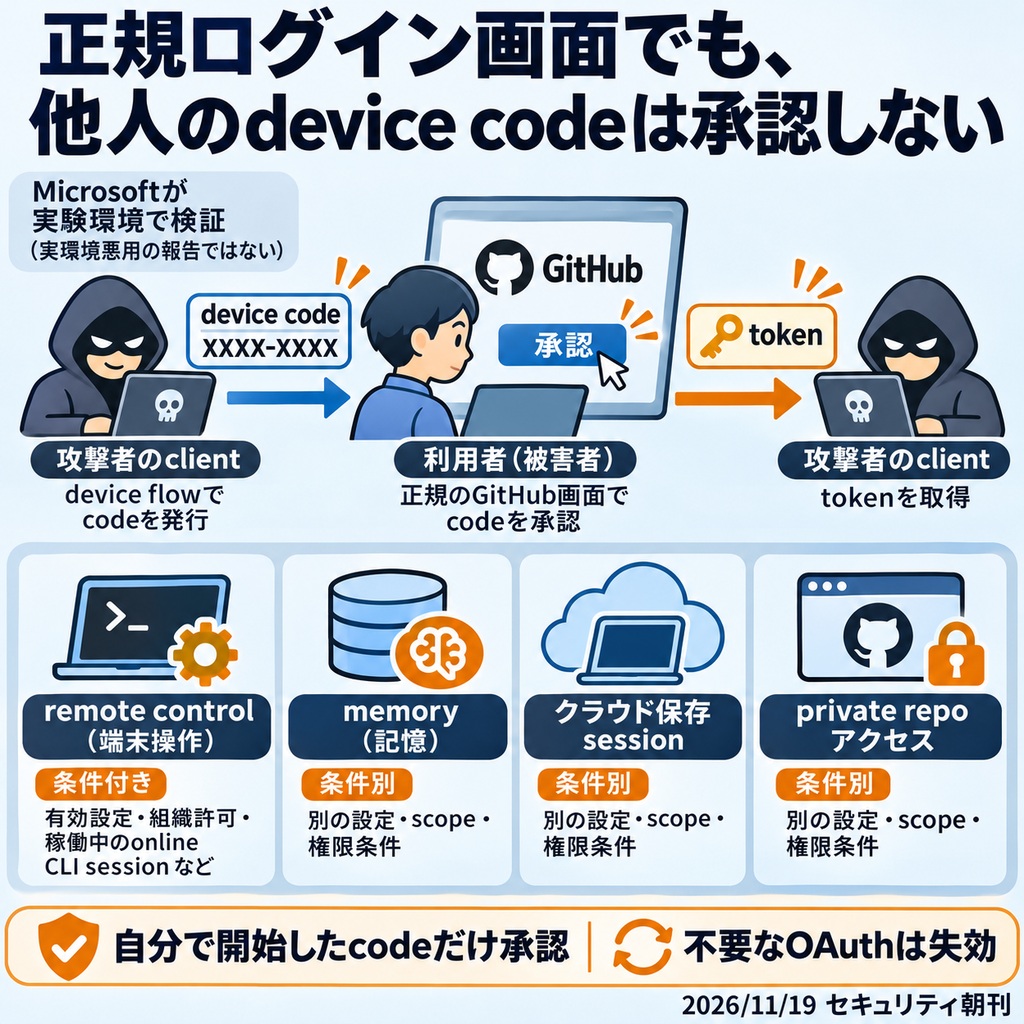 正規ログイン画面でも、
他人のdevice codeは承認しない
Microsoftが
実験環境で検証
（実環境悪用の報告ではない）
device code
XXXX-XXXX
GitHub
承認
token
攻撃者のclient
device flowで
codeを発行
利用者（被害者）
正規のGitHub画面で
codeを承認
攻撃者のclient
tokenを取得
>_
remote control
（端末操作）
条件付き
有効設定・組織許可・
稼働中のonline
CLI session など
memory
（記憶）
条件別
別の設定・scope・
権限条件
クラウド保存
session
条件別
別の設定・scope・
権限条件
private repo
アクセス
条件別
別の設定・scope・
権限条件
自分で開始したcodeだけ承認
不要なOAuthは失効
2026/11/19 セキュリティ朝刊